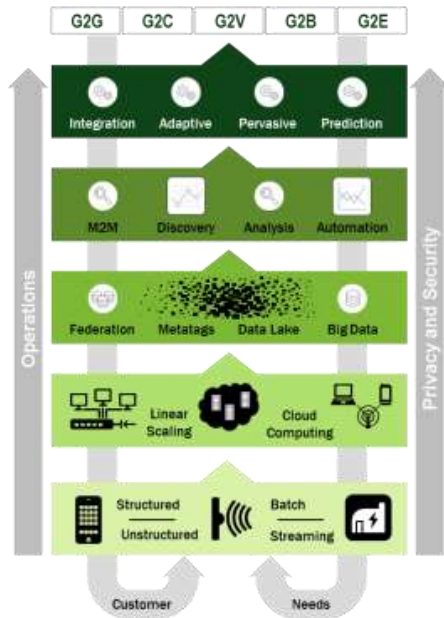 G2G G2C G2V G2B G2E
Integration Adaptive Pervasive Prediction
M2M Discovery Analysis Automation
Federation Metatags Data Lake Big Data
Linear
Scaling
Cloud
Computing
Structured
Unstructured
Batch
Streaming
Customer Needs
Operations
Privacy and Security